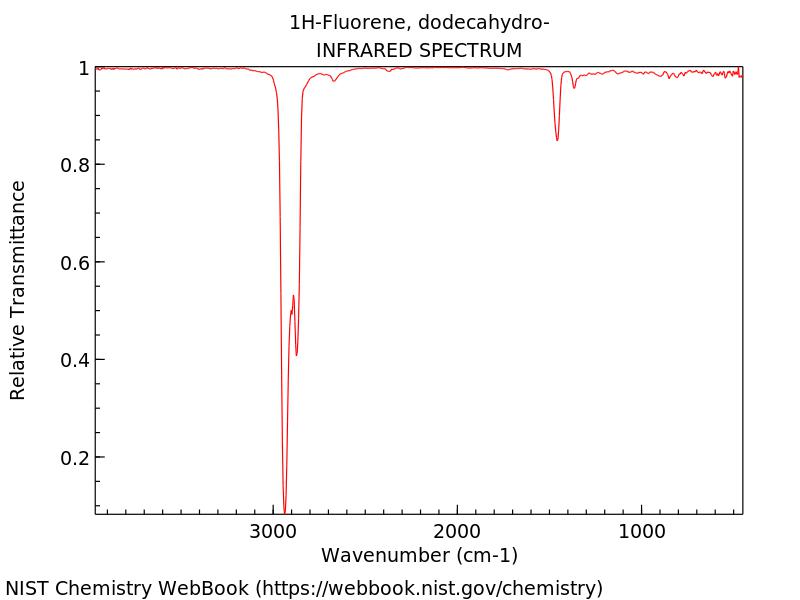 1H-Fluorene, dodecahydro-
INFRARED SPECTRUM
1
0.8
0.6
0.4
0.2
Relative Transmittance
3000 2000 1000
Wavenumber (cm-1)
NIST Chemistry WebBook (https://webbook.nist.gov/chemistry)